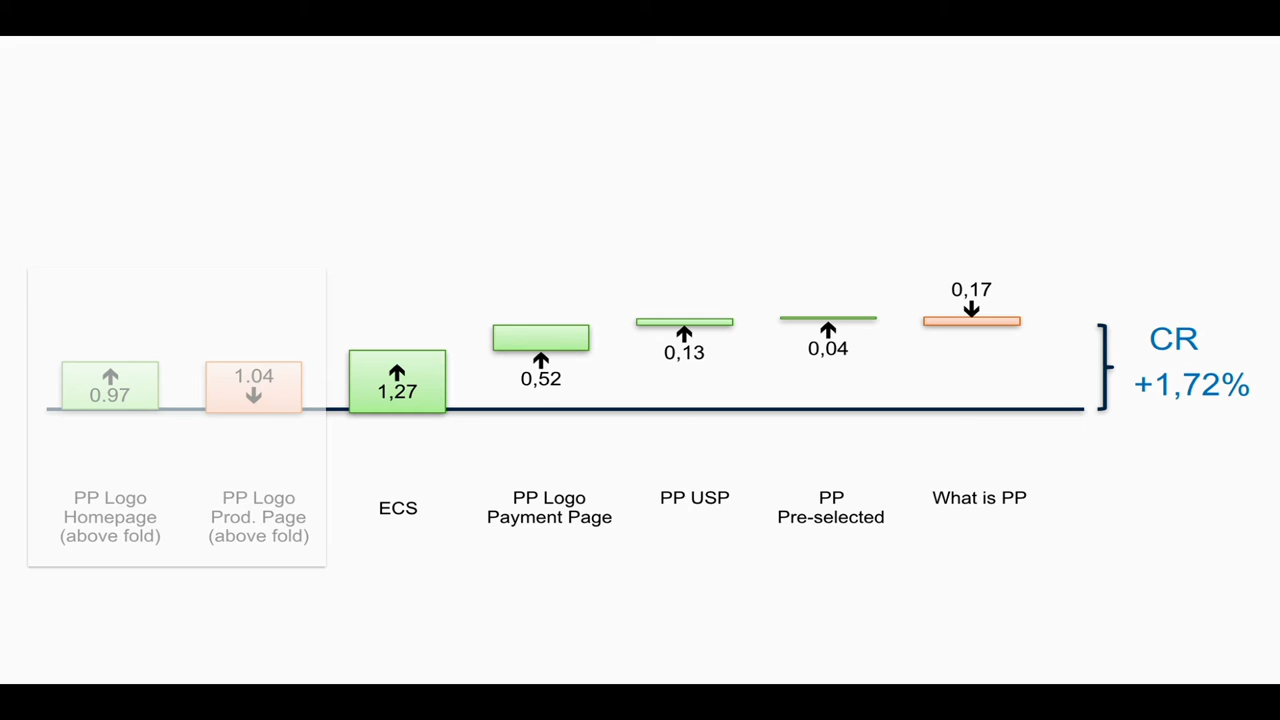 0.97
1.04
1,27
0,52
0,13
0,04
0,17
CR
+1,72%
PP Logo
Homepage
(above fold)
PP Logo
Prod. Page
(above fold)
ECS
PP Logo
Payment Page
PP USP
PP
Pre-selected
What is PP